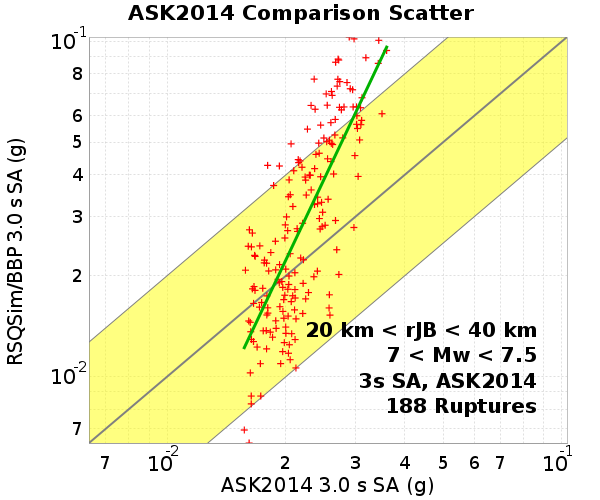 ASK2014 Comparison Scatter
RSQSim/BBP 3.0 s SA (g)
10^-1
8
6
5
4
3
2
10^-2
7
20 km < rJB < 40 km
7 < Mw < 7.5
3s SA, ASK2014
188 Ruptures
7 10^-2 2 3 4 5 6 7 10^-1
ASK2014 3.0 s SA (g)